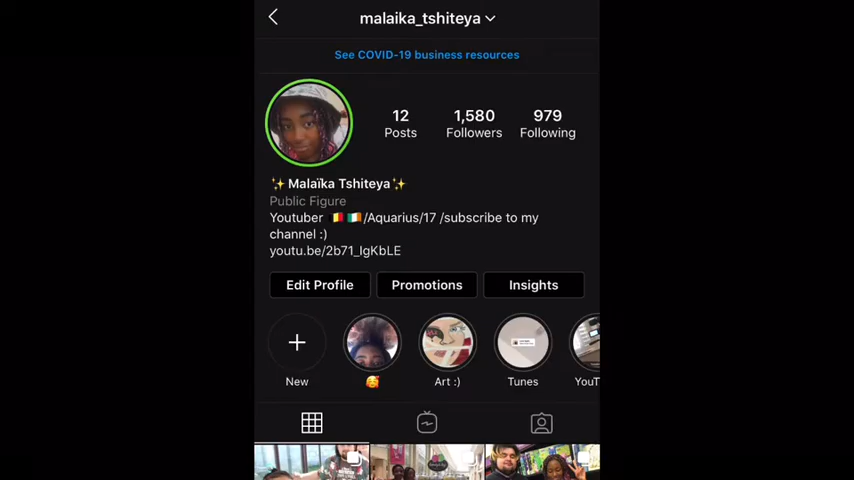 malaika_tshiteya
See COVID-19 business resources
12 1,580 979
Posts Followers Following
✨Malaïka Tshiteya✨
Public Figure
Youtuber 🇧🇪🇨🇮/Aquarius/17 /subscribe to my
channel :)
youtu.be/2b71_IgKbLE
Edit Profile Promotions Insights
New 🥰 Art :) Tunes YouT